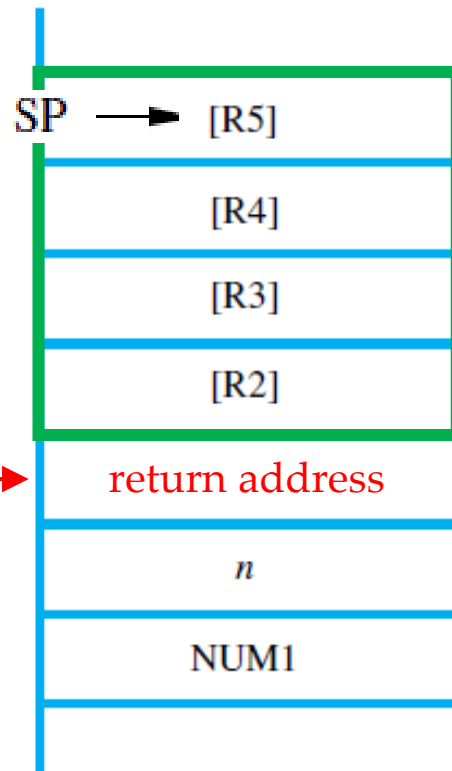 SP [R5]
[R4]
[R3]
[R2]
return address
n
NUM1